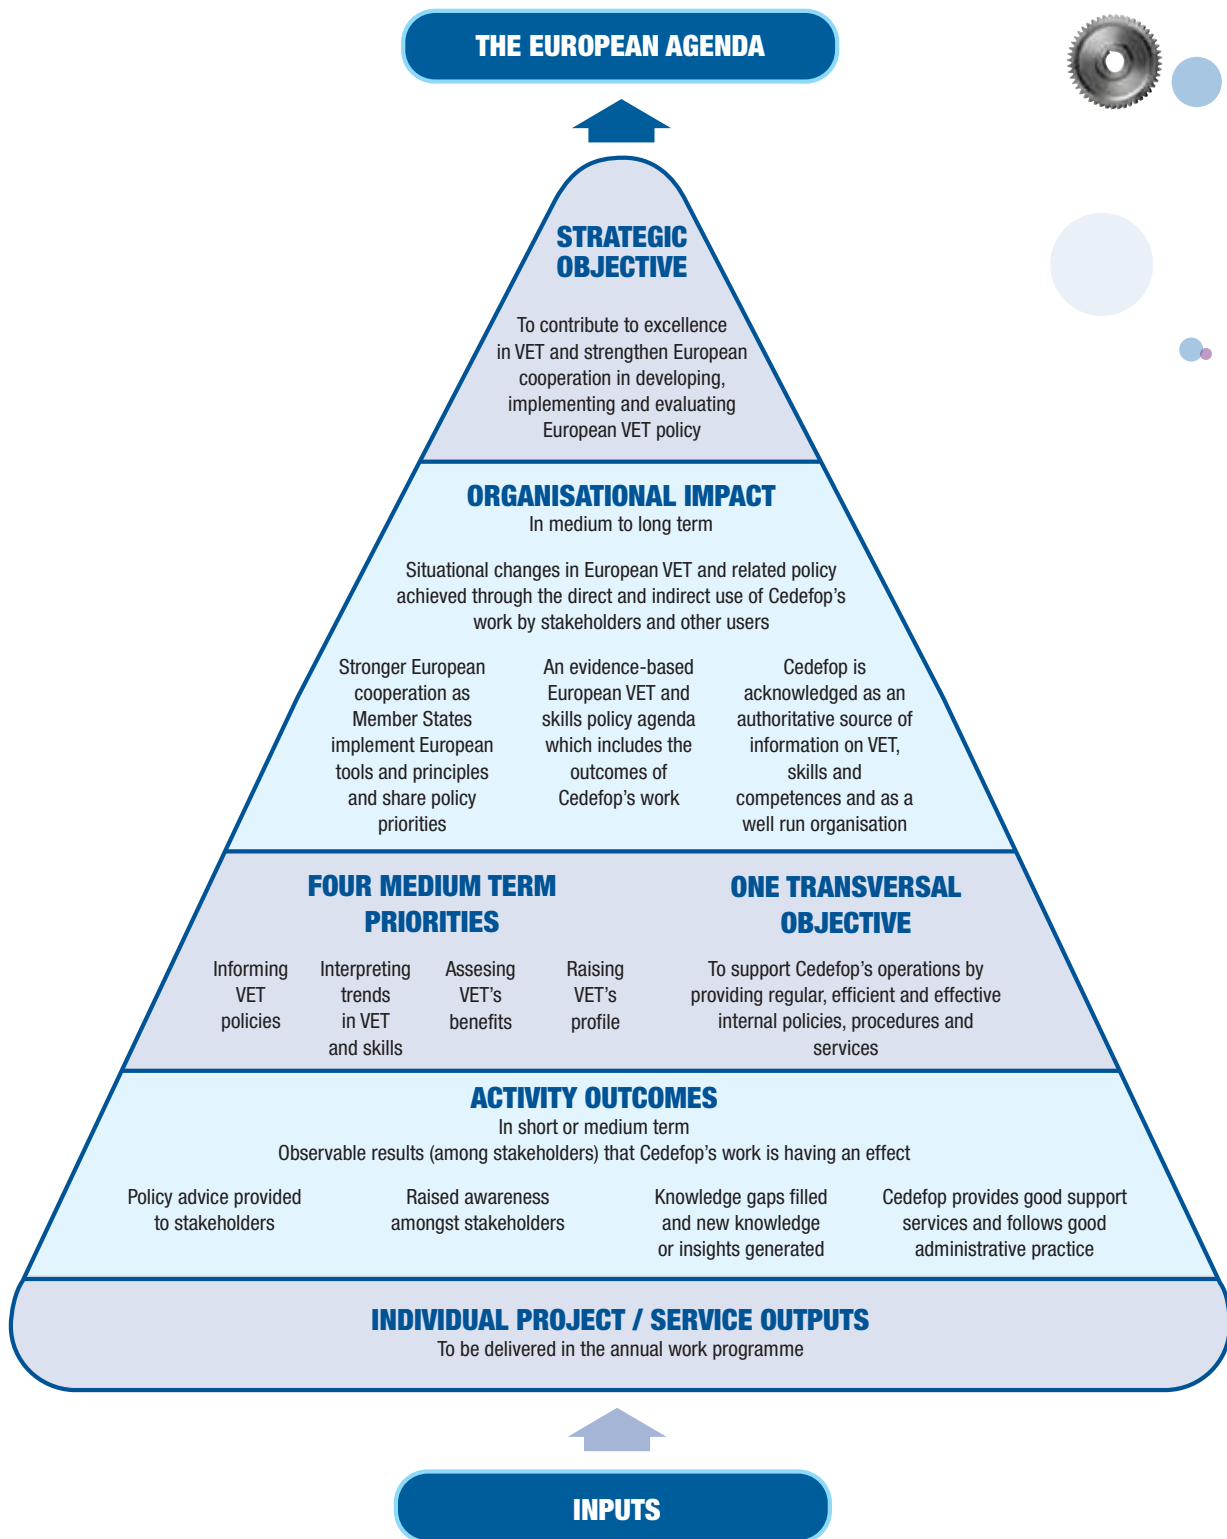 THE EUROPEAN AGENDA
STRATEGIC
OBJECTIVE
To contribute to excellence
in VET and strengthen European
cooperation in developing,
implementing and evaluating
European VET policy
ORGANISATIONAL IMPACT
In medium to long term
Situational changes in European VET and related policy
achieved through the direct and indirect use of Cedefop's
work by stakeholders and other users
Stronger European
cooperation as
Member States
implement European
tools and principles
and share policy
priorities
An evidence-based
European VET and
skills policy agenda
which includes the
outcomes of
Cedefop's work
Cedefop is
acknowledged as an
authoritative source of
information on VET,
skills and
competences and as a
well run organisation
FOUR MEDIUM TERM
PRIORITIES
Informing
VET
policies
Interpreting
trends
in VET
and skills
Assesing
VET's
benefits
Raising
VET's
profile
ONE TRANSVERSAL
OBJECTIVE
To support Cedefop's operations by
providing regular, efficient and effective
internal policies, procedures and
services
ACTIVITY OUTCOMES
In short or medium term
Observable results (among stakeholders) that Cedefop's work is having an effect
Policy advice provided
to stakeholders
Raised awareness
amongst stakeholders
Knowledge gaps filled
and new knowledge
or insights generated
Cedefop provides good support
services and follows good
administrative practice
INDIVIDUAL PROJECT / SERVICE OUTPUTS
To be delivered in the annual work programme
INPUTS